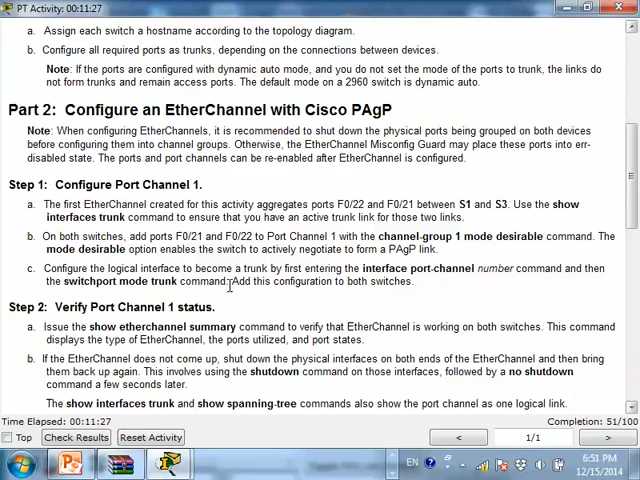 PT Activity: 00:11:27
a. Assign each switch a hostname according to the topology diagram.
b. Configure all required ports as trunks, depending on the connections between devices.
Note: If the ports are configured with dynamic auto mode, and you do not set the mode of the ports to trunk, the links do
not form trunks and remain access ports. The default mode on a 2960 switch is dynamic auto.
Part 2: Configure an EtherChannel with Cisco PAgP
Note: When configuring EtherChannels, it is recommended to shut down the physical ports being grouped on both devices
before configuring them into channel groups. Otherwise, the EtherChannel Misconfig Guard may place these ports into err-
disabled state. The ports and port channels can be re-enabled after EtherChannel is configured.
Step 1: Configure Port Channel 1.
a. The first EtherChannel created for this activity aggregates ports F0/22 and F0/21 between S1 and S3. Use the show
interfaces trunk command to ensure that you have an active trunk link for those two links.
b. On both switches, add ports F0/21 and F0/22 to Port Channel 1 with the channel-group 1 mode desirable command. The
mode desirable option enables the switch to actively negotiate to form a PAgP link.
c. Configure the logical interface to become a trunk by first entering the interface port-channel number command and then
the switchport mode trunk command. Add this configuration to both switches.
Step 2: Verify Port Channel 1 status.
a. Issue the show etherchannel summary command to verify that EtherChannel is working on both switches. This command
displays the type of EtherChannel, the ports utilized, and port states.
b. If the EtherChannel does not come up, shut down the physical interfaces on both ends of the EtherChannel and then bring
them back up again. This involves using the shutdown command on those interfaces, followed by a no shutdown
command a few seconds later.
The show interfaces trunk and show spanning-tree commands also show the port channel as one logical link.
Time Elapsed: 00:11:27 Completion: 51/100
Top Check Results Reset Activity < 1/1 >
EN 6:51 PM
12/15/2014